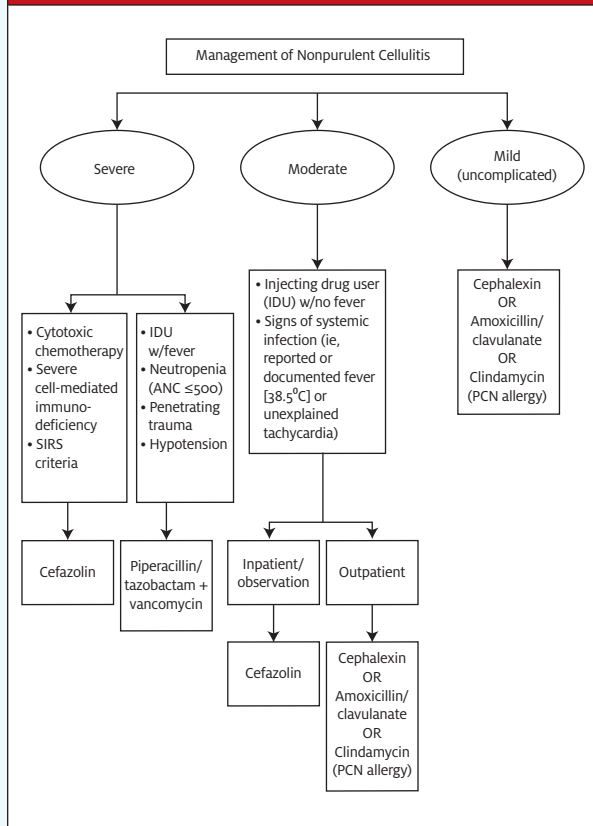 Management of Nonpurulent Cellulitis
Severe
Moderate
Mild
(uncomplicated)
• Cytotoxic
chemotherapy
• Severe
cell-mediated
immuno-
deficiency
• SIRS
criteria
• IDU
w/fever
• Neutropenia
(ANC ≤500)
• Penetrating
trauma
• Hypotension
• Injecting drug user
(IDU) w/no fever
• Signs of systemic
infection (ie,
reported or
documented fever
[38.5⁰C] or
unexplained
tachycardia)
Cephalexin
OR
Amoxicillin/
clavulanate
OR
Clindamycin
(PCN allergy)
Cefazolin
Piperacillin/
tazobactam +
vancomycin
Inpatient/
observation
Outpatient
Cefazolin
Cephalexin
OR
Amoxicillin/
clavulanate
OR
Clindamycin
(PCN allergy)